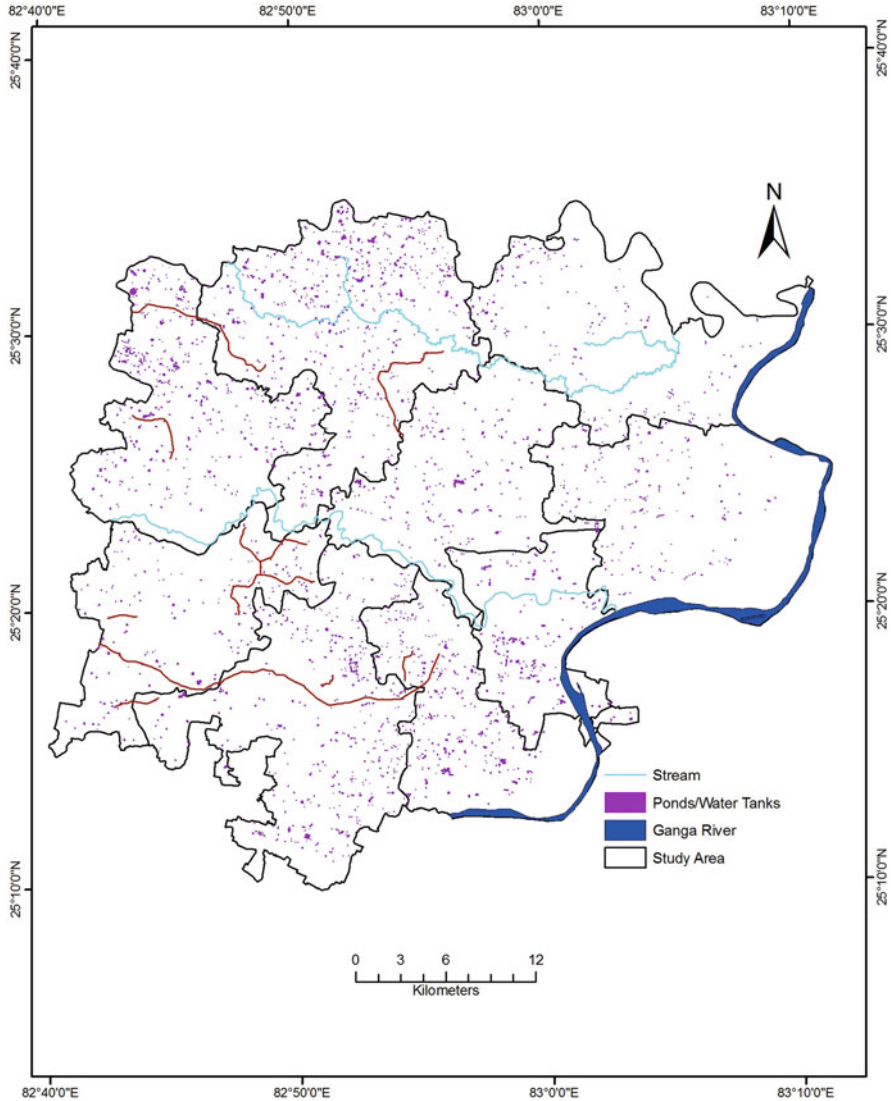 82°40'0"E 82°50'0"E 83°0'0"E 83°10'0"E
25°40'0"N 25°40'0"N
N
25°30'0"N 25°30'0"N
25°20'0"N 25°20'0"N
Stream
Ponds/Water Tanks
Ganga River
Study Area
25°10'0"N 25°10'0"N
0 3 6 12
Kilometers
82°40'0"E 82°50'0"E 83°0'0"E 83°10'0"E